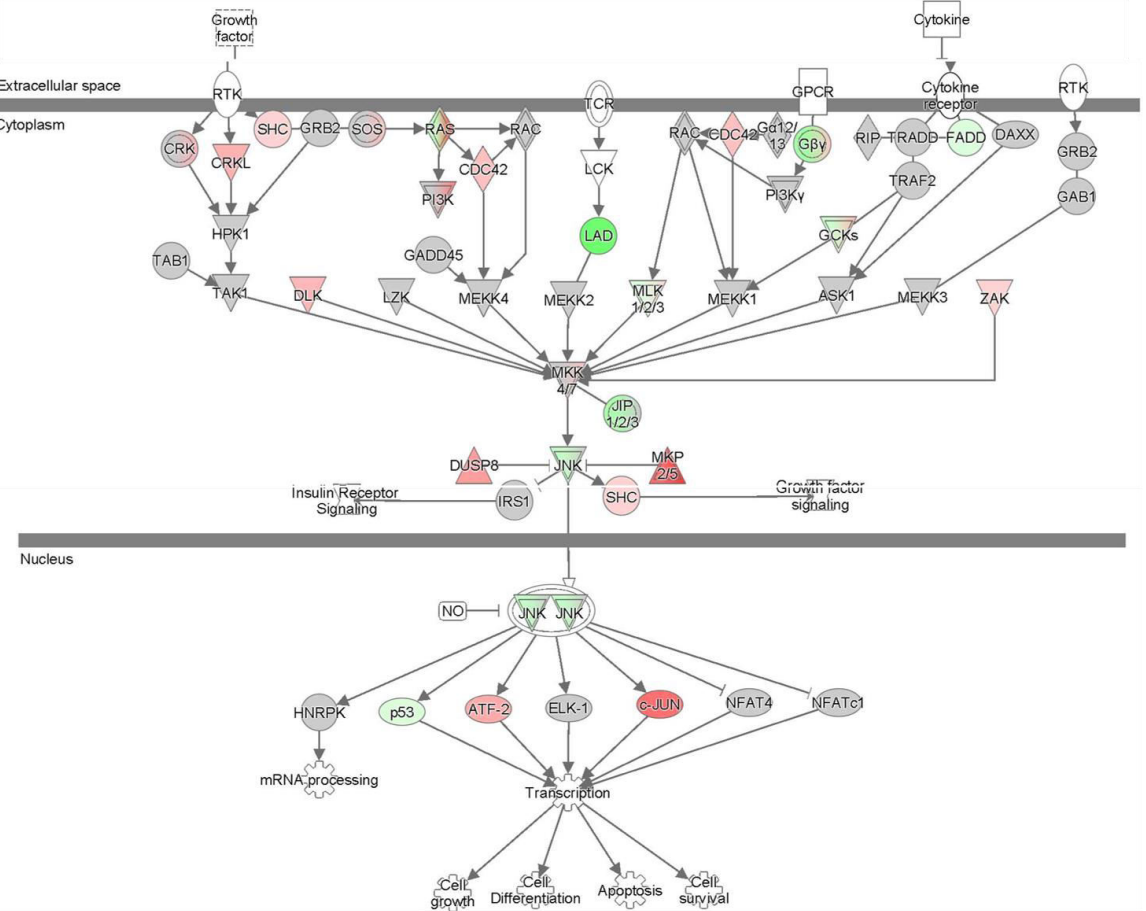 Growth
factor
Cytokine
Extracellular space
RTK
TCR
GPCR
Cytokine
receptor
RTK
Cytoplasm
CRK
CRKL
SHC
GRB2
SOS
RAS
RAC
PI3K
CDC42
LCK
RAC
CDC42
Gα12/
13
Gβγ
PI3Kγ
RIP
TRADD
FADD
DAXX
TRAF2
GRB2
GAB1
HPK1
LAD
GCKs
TAB1
GADD45
TAK1
DLK
LZK
MEKK4
MEKK2
MLK
1/2/3
MEKK1
ASK1
MEKK3
ZAK
MKK
4/7
JIP
1/2/3
DUSP8
JNK
MKP
2/5
Insulin Receptor
Signaling
IRS1
SHC
Growth factor
signaling
Nucleus
NO
JNK
JNK
HNRPK
p53
ATF-2
ELK-1
c-JUN
NFAT4
NFATc1
mRNA processing
Transcription
Cell
growth
Cell
Differentiation
Apoptosis
Cell
survival